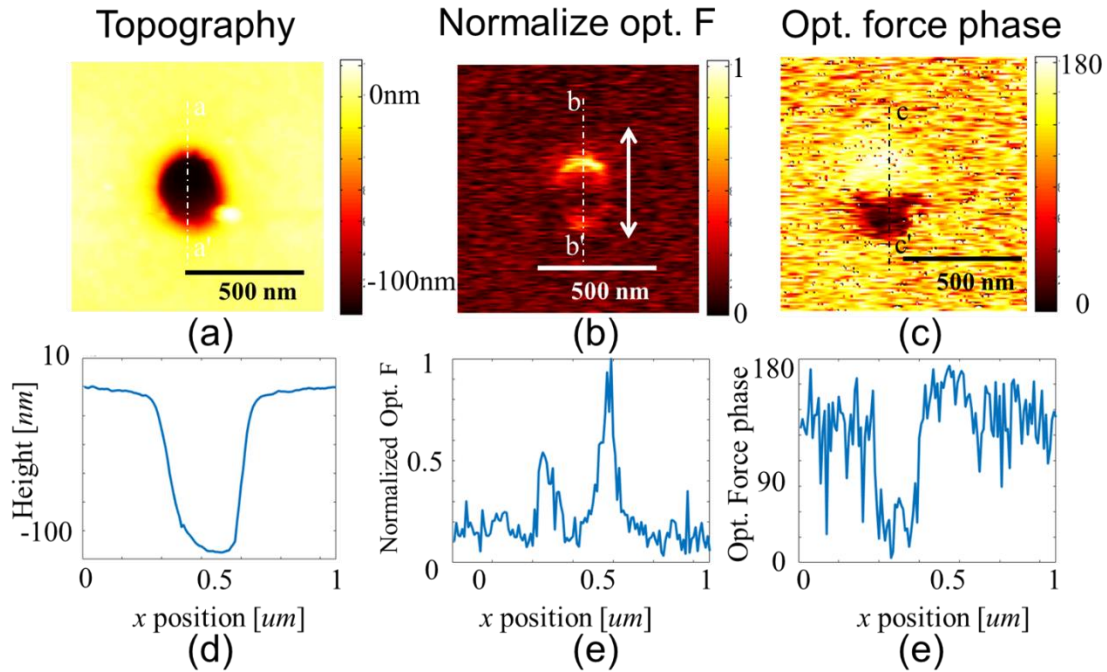 Topography
Normalize opt. F
Opt. force phase
a
0nm
a'
500 nm
-100nm
b
1
b'
500 nm
0
c
180
c'
500 nm
0
(a)
(b)
(c)
10
Height [nm]
-100
0
0.5
1
x position [um]
(d)
1
Normalized Opt. F
0.5
0
0
0.5
1
x position [um]
(e)
180
Opt. Force phase
90
0
0
0.5
1
x position [um]
(e)